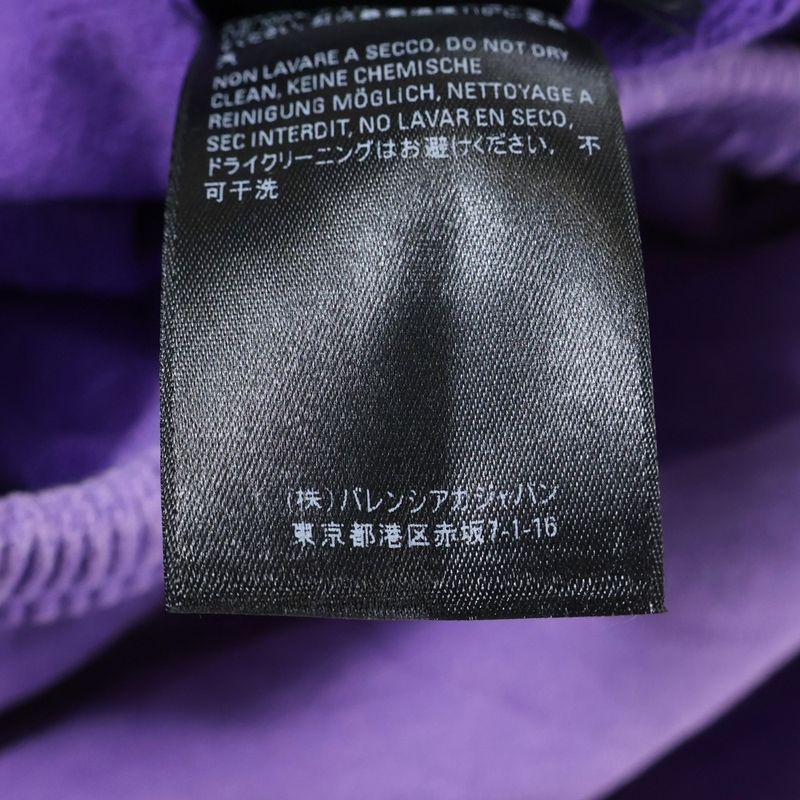 NON LAVARE A SECCO, DO NOT DRY
CLEAN, KEINE CHEMISCHE
REINIGUNG MÖGLICH, NETTOYAGE A
SEC INTERDIT, NO LAVAR EN SECO,
ドライクリーニングはお避けください, 不
可干洗
(株)バレンシアガジャパン
東京都港区赤坂7-1-16